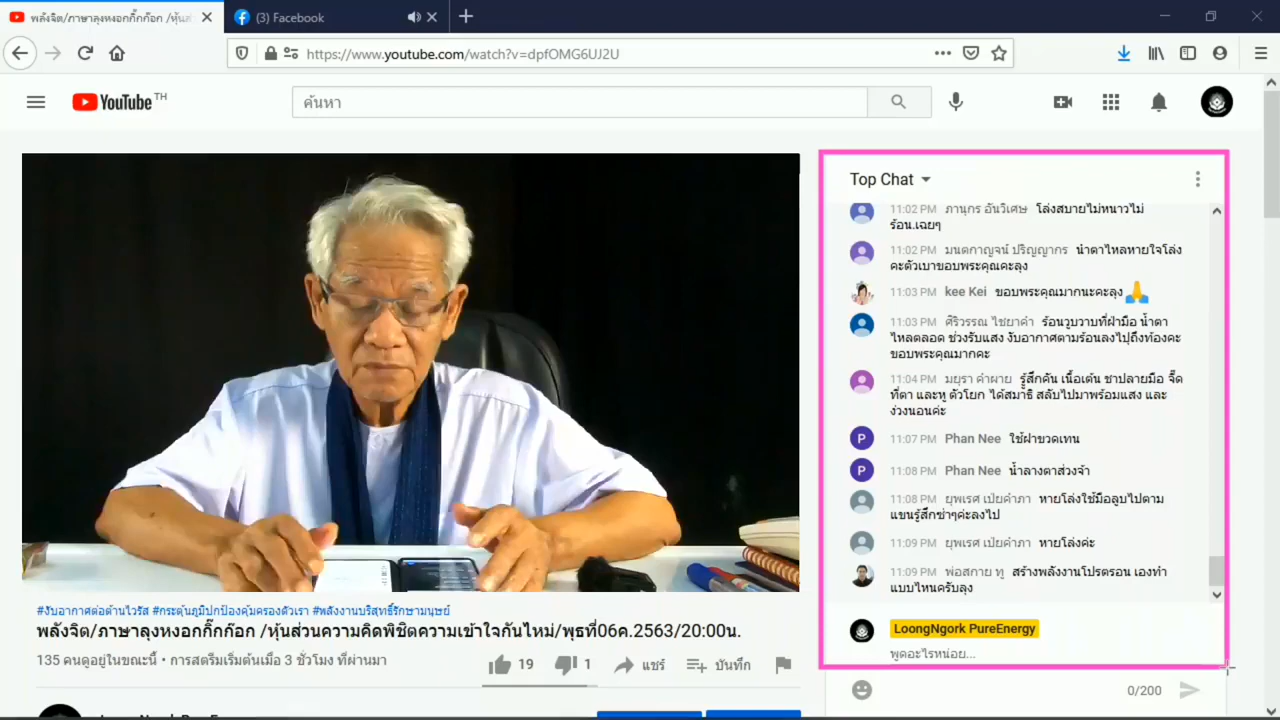 พลังจิต/ภาษาลุงหงอกกิ๊กก๊อก /หุ้นส่
(3) Facebook
https://www.youtube.com/watch?v=dpfOMG6UJ2U
YouTube TH
ค้นหา
Top Chat
11:02 PM ภานุกร อันวิเศษ โล่งสบายไม่หนาวไม่
ร้อน.เฉยๆ
11:02 PM มนตกาญจน์ ปริญญากร น้ำตาไหลหายใจโล่ง
คะตัวเบาขอบพระคุณคะลุง
11:03 PM kee Kei ขอบพระคุณมากนะคะลุง🙏
11:03 PM ศิริวรรณ ไชยาคำ ร้อนวูบวาบที่ฝ่ามือ น้ำตา
ไหลตลอด ช่วงรับแสง งับอากาศตามร้อนลงไปถึงท้องคะ
ขอบพระคุณมากคะ
11:04 PM มยุรา คำผาย รู้สึกคัน เนื้อเต้น ชาปลายมือ จี๊ด
ที่ตา และหู ตัวโยก ได้สมาธิ สลับไปมาพร้อมแสง และ
ง่วงนอนค่ะ
P 11:07 PM Phan Nee ใช้ฝาขวดเทน
P 11:08 PM Phan Nee น้ำลางตาส่วงจ้า
11:08 PM ยุพเรศ เปียคำภา หายโล่งใช้มือลูบไปตาม
แขนรู้สึกซ่าๆค่ะลงไป
11:09 PM ยุพเรศ เปียคำภา หายโล่งค่ะ
11:09 PM พ่อสกาย ทู สร้างพลังงานโปรตรอน เองทำ
แบบไหนครับลุง
LoongNgork PureEnergy
พูดอะไรหน่อย...
0/200
#งับอากาศต่อต้านไวรัส #กระตุ้นภูมิปกป้องคุ้มครองตัวเรา #พลังงานบริสุทธิ์รักษามนุษย์
พลังจิต/ภาษาลุงหงอกกิ๊กก๊อก /หุ้นส่วนความคิดพิชิตความเข้าใจกันใหม่/พุธที่06ค.2563/20:00น.
135 คนดูอยู่ในขณะนี้ • การสตรีมเริ่มต้นเมื่อ 3 ชั่วโมง ที่ผ่านมา
19 1 แชร์ บันทึก